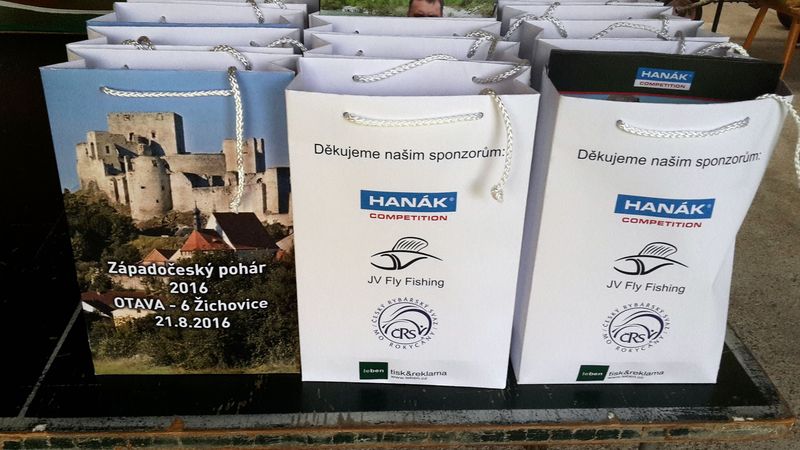 Západočeský pohár
2016
OTAVA - 6 Žichovice
21.8.2016
Děkujeme našim sponzorům:
HANÁK®
COMPETITION
JV Fly Fishing
ČESKÝ RYBÁŘSKÝ SVAZ
ČRS
MO ROKYCANY
leben tisk&reklama
HANÁK®
COMPETITION
Děkujeme našim sponzorům:
HANÁK®
COMPETITION
JV Fly Fishing
ČESKÝ RYBÁŘSKÝ SVAZ
ČRS
MO ROKYCANY
leben tisk&reklama